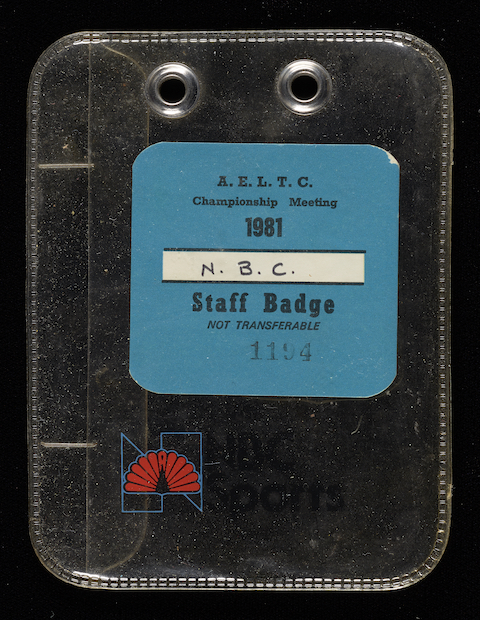 A. E. L. T. C.
Championship Meeting
1981
N. B. C.
Staff Badge
NOT TRANSFERABLE
1194
NBC
Sports